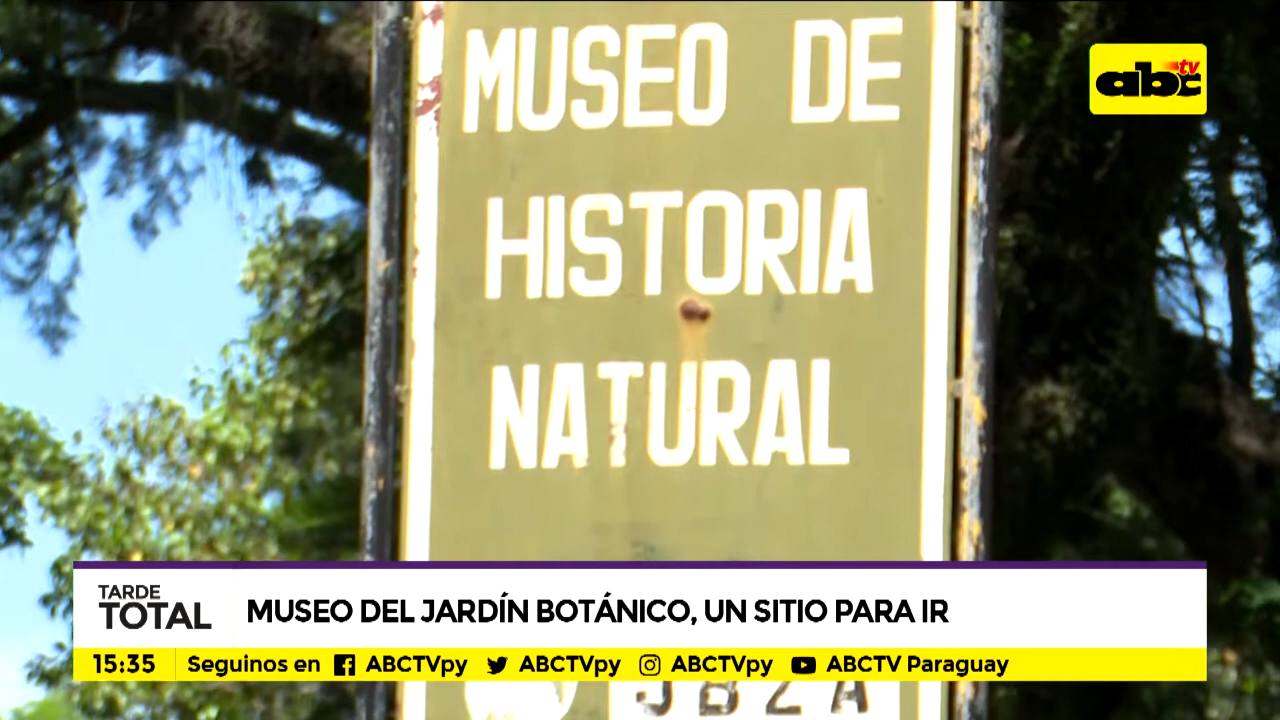 MUSEO DE
HISTORIA
NATURAL
abc tv
TARDE
TOTAL
MUSEO DEL JARDÍN BOTÁNICO, UN SITIO PARA IR
15:35 Seguinos en ABCTVpy ABCTVpy ABCTVpy ABCTV Paraguay
JBZA